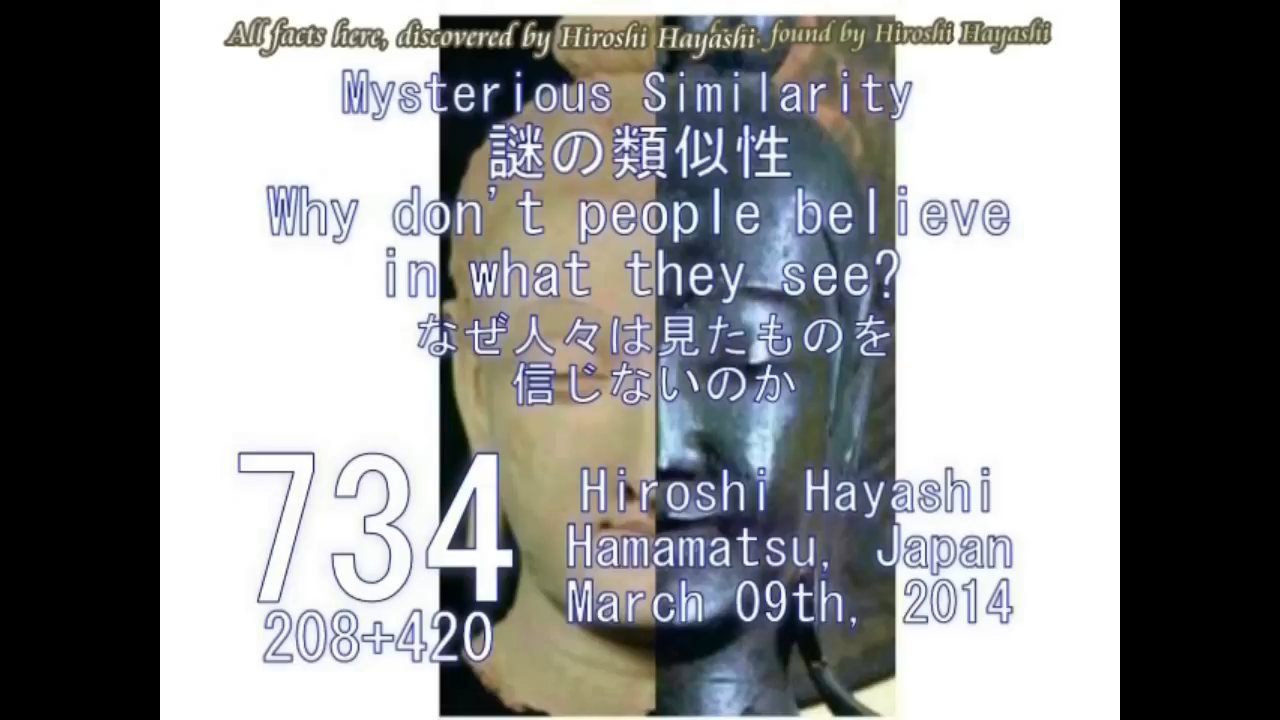 All facts here, discovered by Hiroshi Hayashi. found by Hiroshii Hayashii
Mysterious Similarity
謎の類似性
Why don't people believe
in what they see?
なぜ人々は見たものを
信じないのか
734
208+420
Hiroshi Hayashi
Hamamatsu, Japan
March 09th, 2014